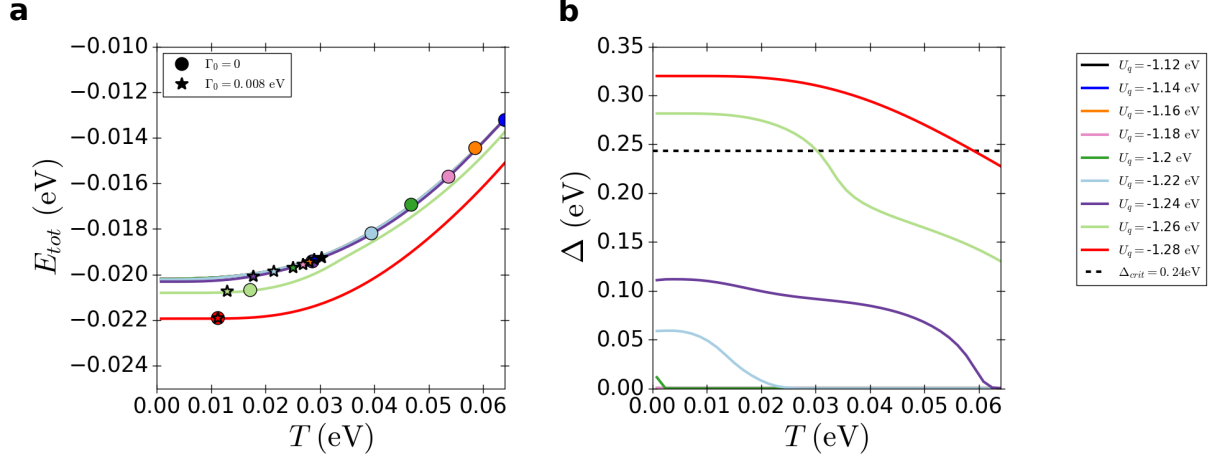 a
−0.010
−0.012
−0.014
−0.016
−0.018
−0.020
−0.022
−0.024
E_tot (eV)
Γ₀ = 0
Γ₀ = 0.008 eV
0.00 0.01 0.02 0.03 0.04 0.05 0.06
T (eV)
b
0.35
0.30
0.25
0.20
0.15
0.10
0.05
0.00
Δ (eV)
0.00 0.01 0.02 0.03 0.04 0.05 0.06
T (eV)
U_q = -1.12 eV
U_q = -1.14 eV
U_q = -1.16 eV
U_q = -1.18 eV
U_q = -1.2 eV
U_q = -1.22 eV
U_q = -1.24 eV
U_q = -1.26 eV
U_q = -1.28 eV
Δ_crit = 0.24eV